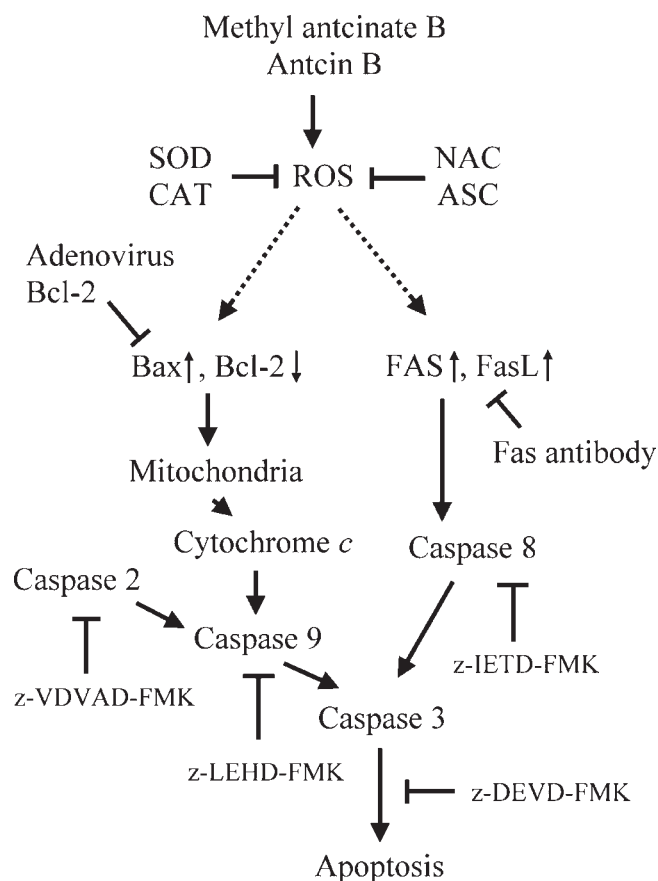 Methyl antcinate B
Antcin B
SOD
CAT
ROS
NAC
ASC
Adenovirus
Bcl-2
Bax↑, Bcl-2↓
FAS↑, FasL↑
Fas antibody
Mitochondria
Cytochrome c
Caspase 8
Caspase 2
Caspase 9
z-IETD-FMK
z-VDVAD-FMK
Caspase 3
z-LEHD-FMK
z-DEVD-FMK
Apoptosis